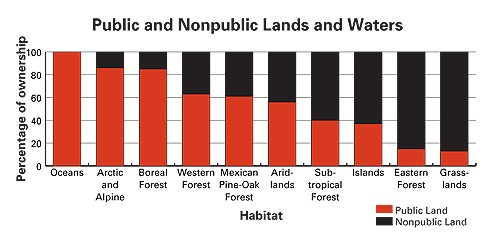 Public and Nonpublic Lands and Waters
Percentage of ownership
100
80
60
40
20
0
Oceans
Arctic
and
Alpine
Boreal
Forest
Western
Forest
Mexican
Pine-Oak
Forest
Arid-
lands
Sub-
tropical
Forest
Islands
Eastern
Forest
Grass-
lands
Habitat
Public Land
Nonpublic Land